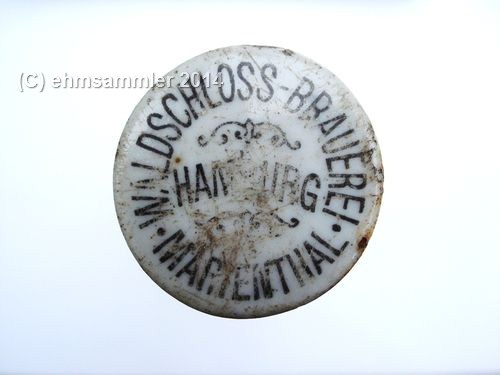 (C) ehmsammler 2014
WALDSCHLOSS-BRAUEREI
HAMBURG
· MARIENTHAL ·